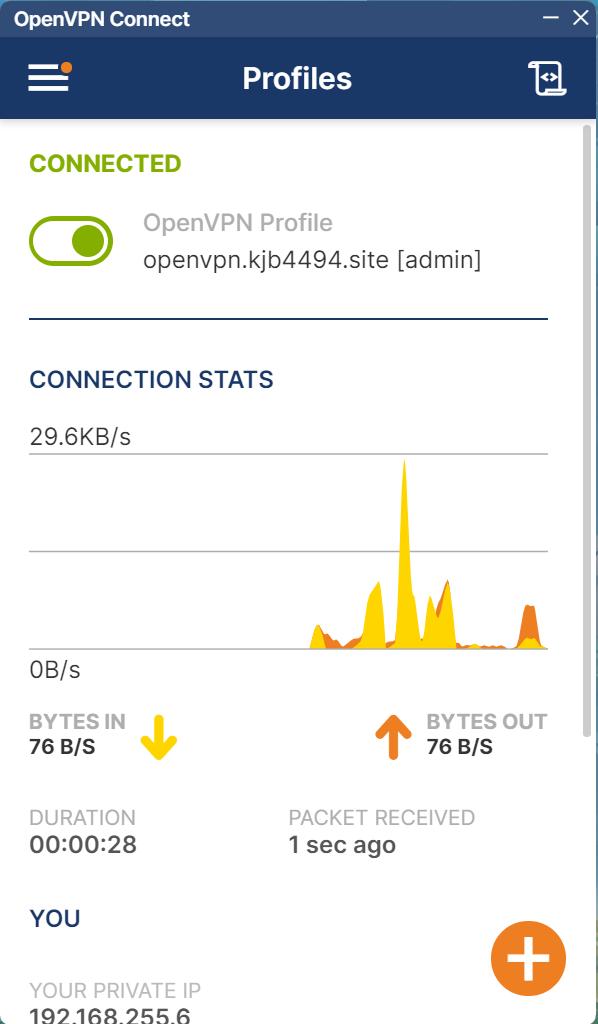 OpenVPN Connect
Profiles
CONNECTED
OpenVPN Profile
openvpn.kjb4494.site [admin]
CONNECTION STATS
29.6KB/s
0B/s
BYTES IN
76 B/S
BYTES OUT
76 B/S
DURATION
00:00:28
PACKET RECEIVED
1 sec ago
YOU
YOUR PRIVATE IP
192.168.255.6